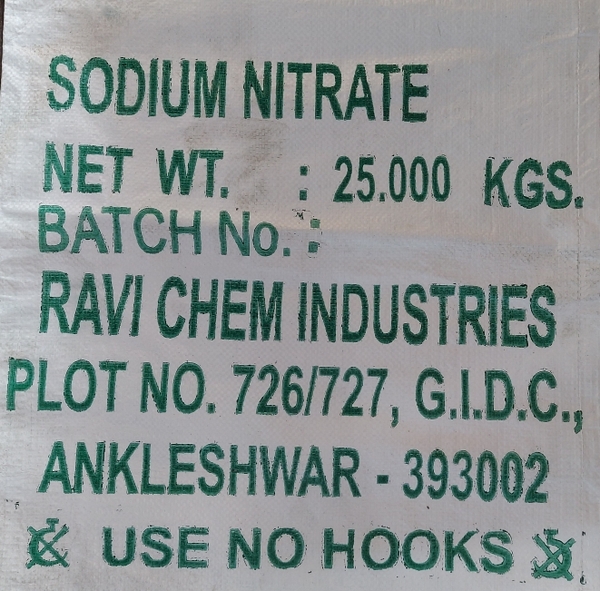 SODIUM NITRATE
NET WT. : 25.000 KGS.
BATCH No. :
RAVI CHEM INDUSTRIES
PLOT NO. 726/727, G.I.D.C.,
ANKLESHWAR - 393002
USE NO HOOKS